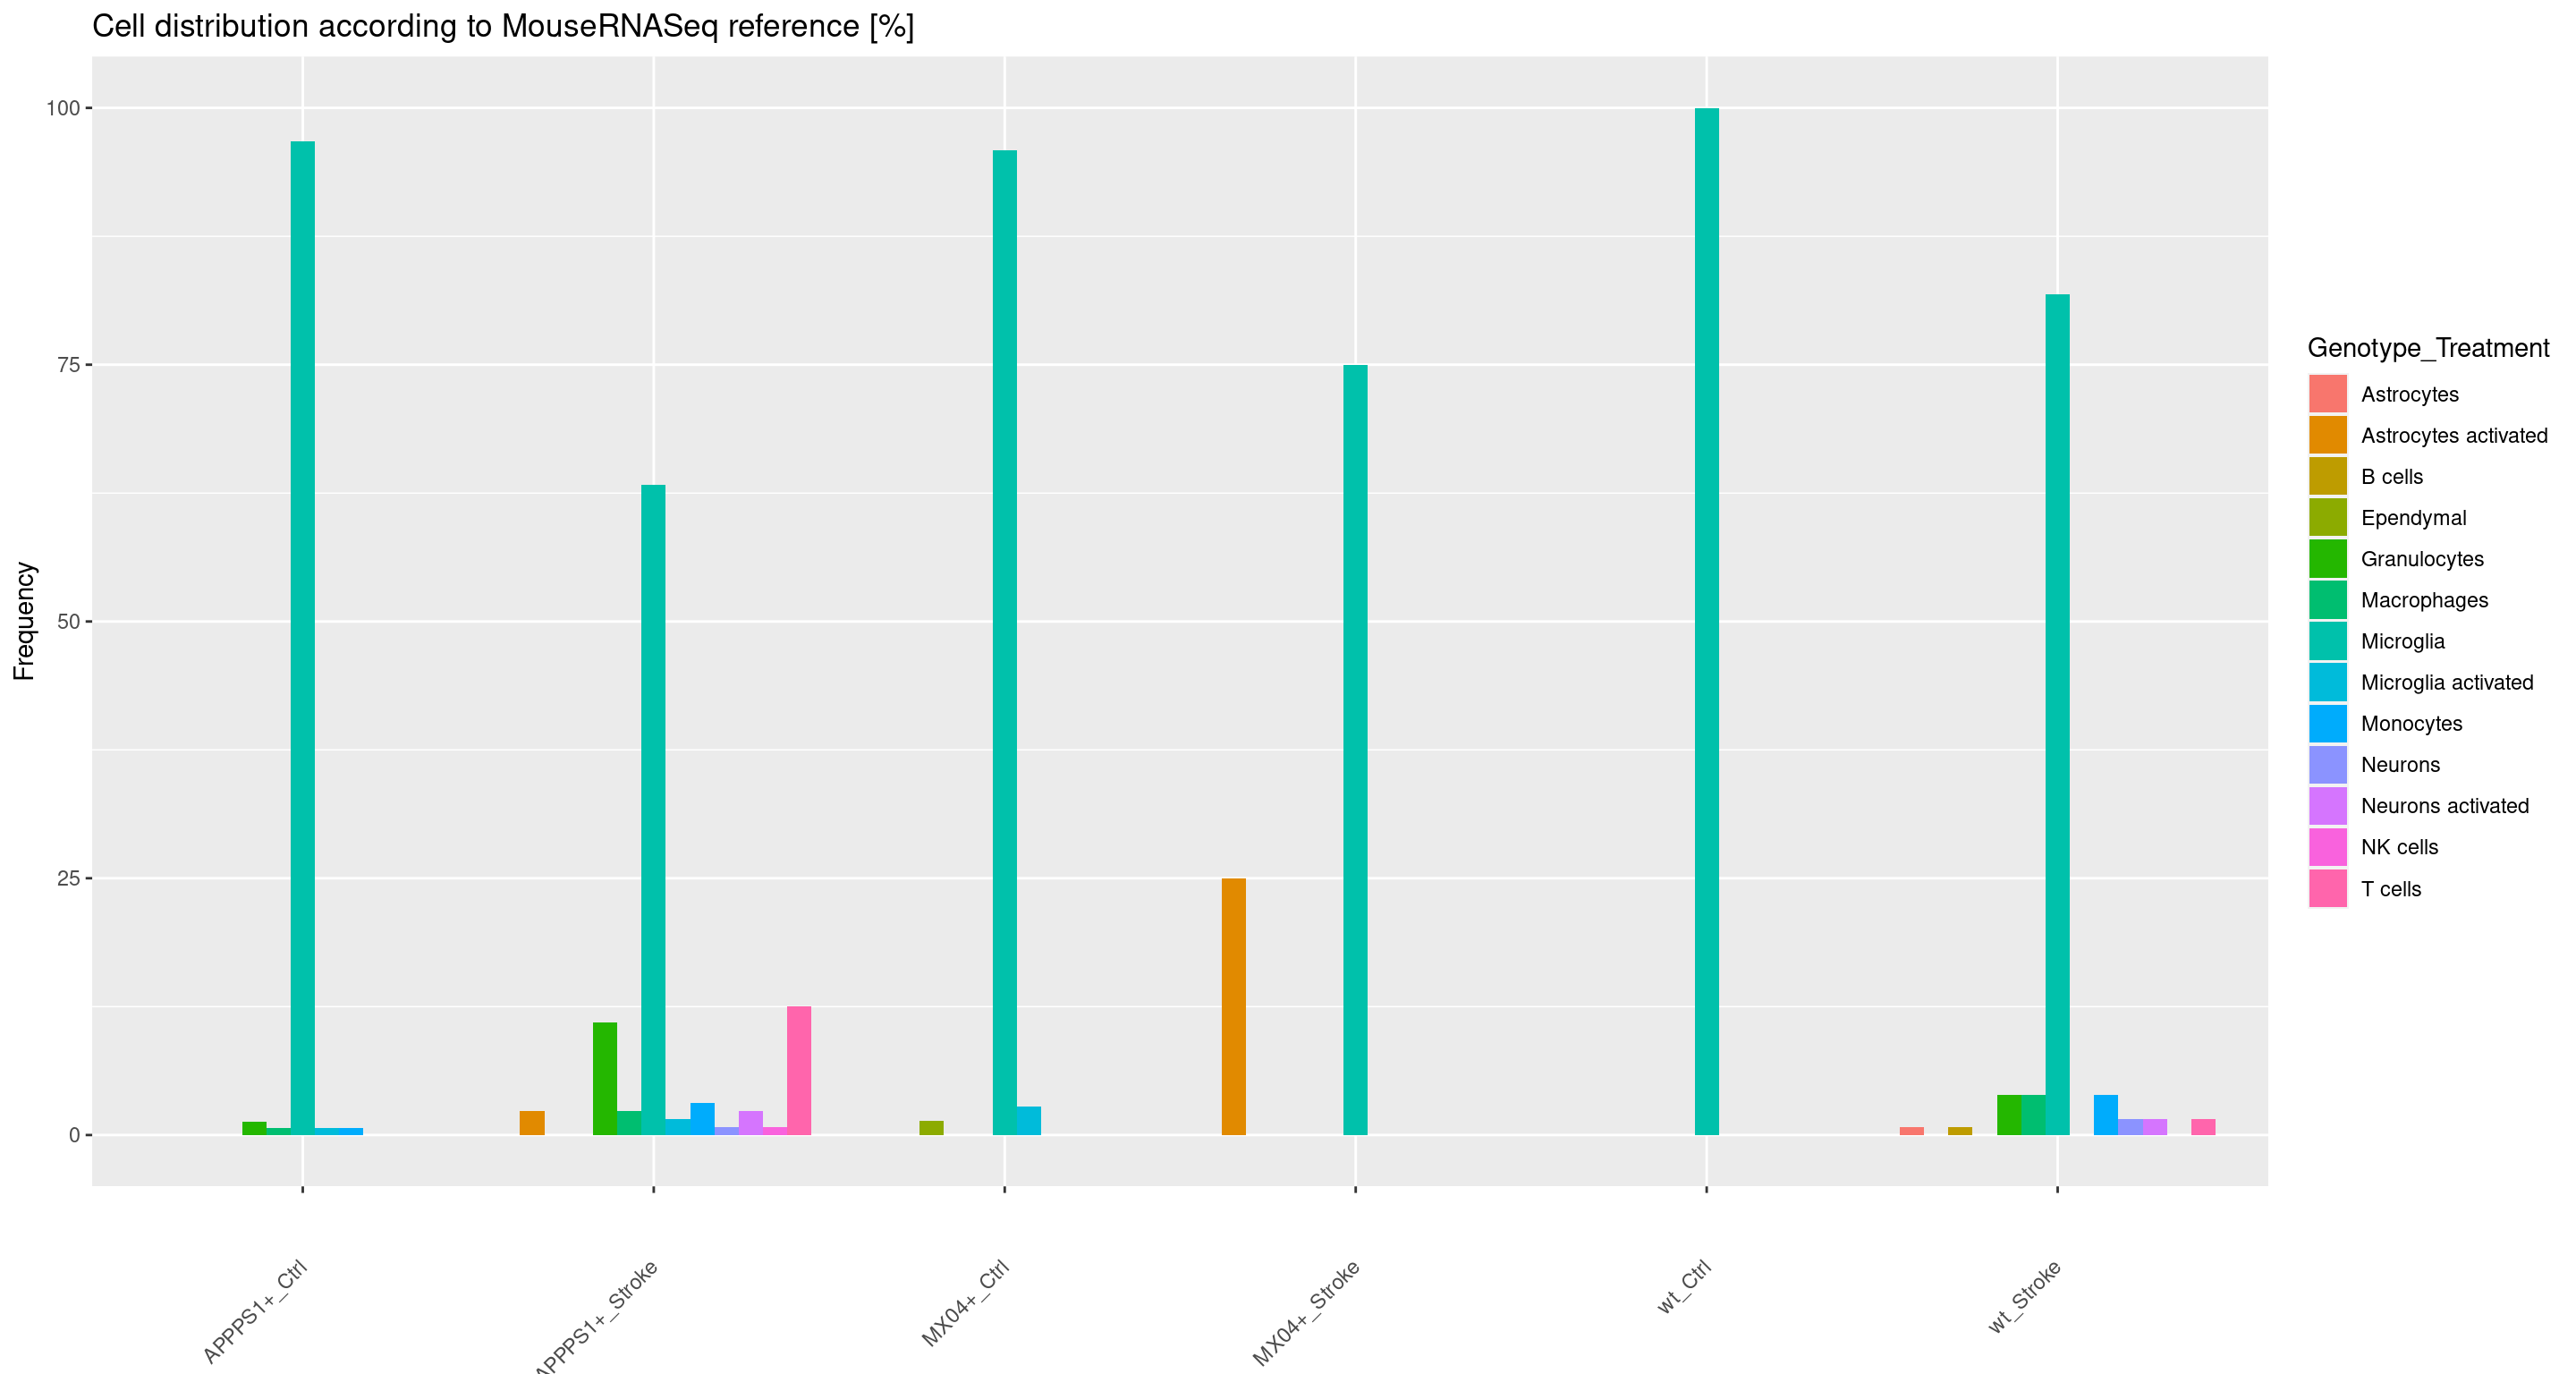 Cell distribution according to MouseRNASeq reference [%]
100
75
50
25
0
Frequency
APPPS1+_Ctrl
APPPS1+_Stroke
MX04+_Ctrl
MX04+_Stroke
wt_Ctrl
wt_Stroke
Genotype_Treatment
Astrocytes
Astrocytes activated
B cells
Ependymal
Granulocytes
Macrophages
Microglia
Microglia activated
Monocytes
Neurons
Neurons activated
NK cells
T cells